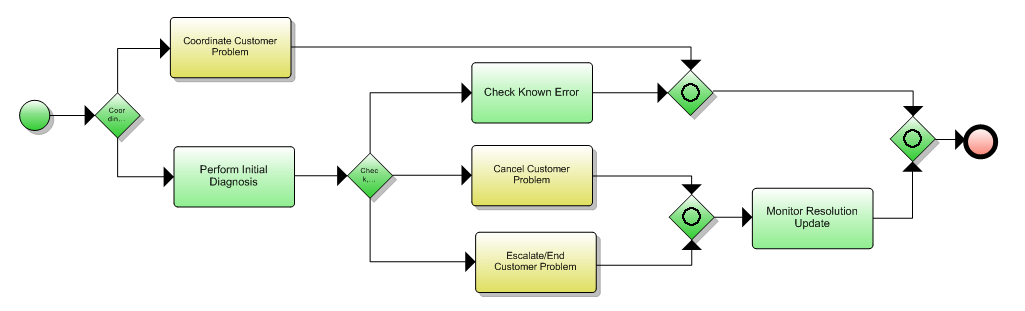 Coordinate Customer
Problem
Coor
din...
Check Known Error
Perform Initial
Diagnosis
Chec
k,...
Cancel Customer
Problem
Monitor Resolution
Update
Escalate/End
Customer Problem